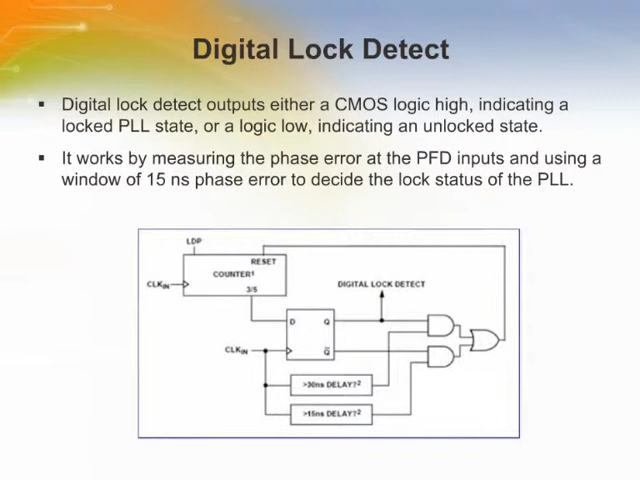 Digital Lock Detect
▪ Digital lock detect outputs either a CMOS logic high, indicating a
locked PLL state, or a logic low, indicating an unlocked state.
▪ It works by measuring the phase error at the PFD inputs and using a
window of 15 ns phase error to decide the lock status of the PLL.
LDP
RESET
COUNTER¹
CLKIN
3/5
DIGITAL LOCK DETECT
D Q
CLKIN
Q̅
>30ns DELAY?²
>15ns DELAY?²